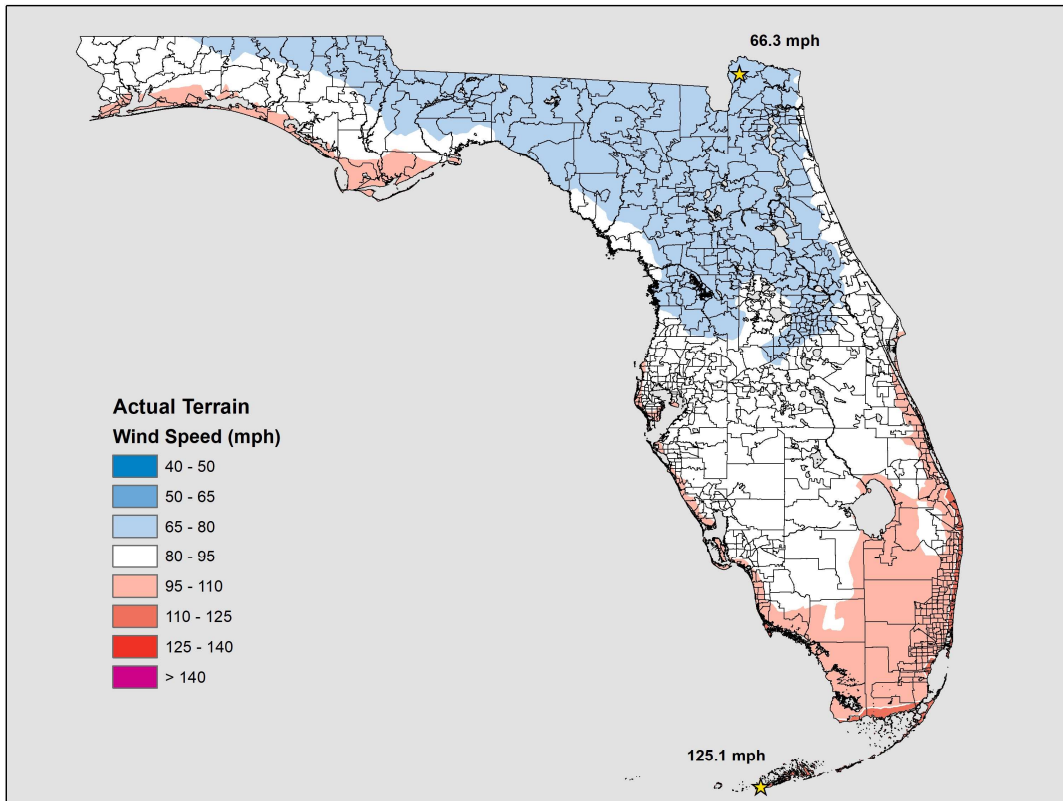 66.3 mph
Actual Terrain
Wind Speed (mph)
40 - 50
50 - 65
65 - 80
80 - 95
95 - 110
110 - 125
125 - 140
> 140
125.1 mph